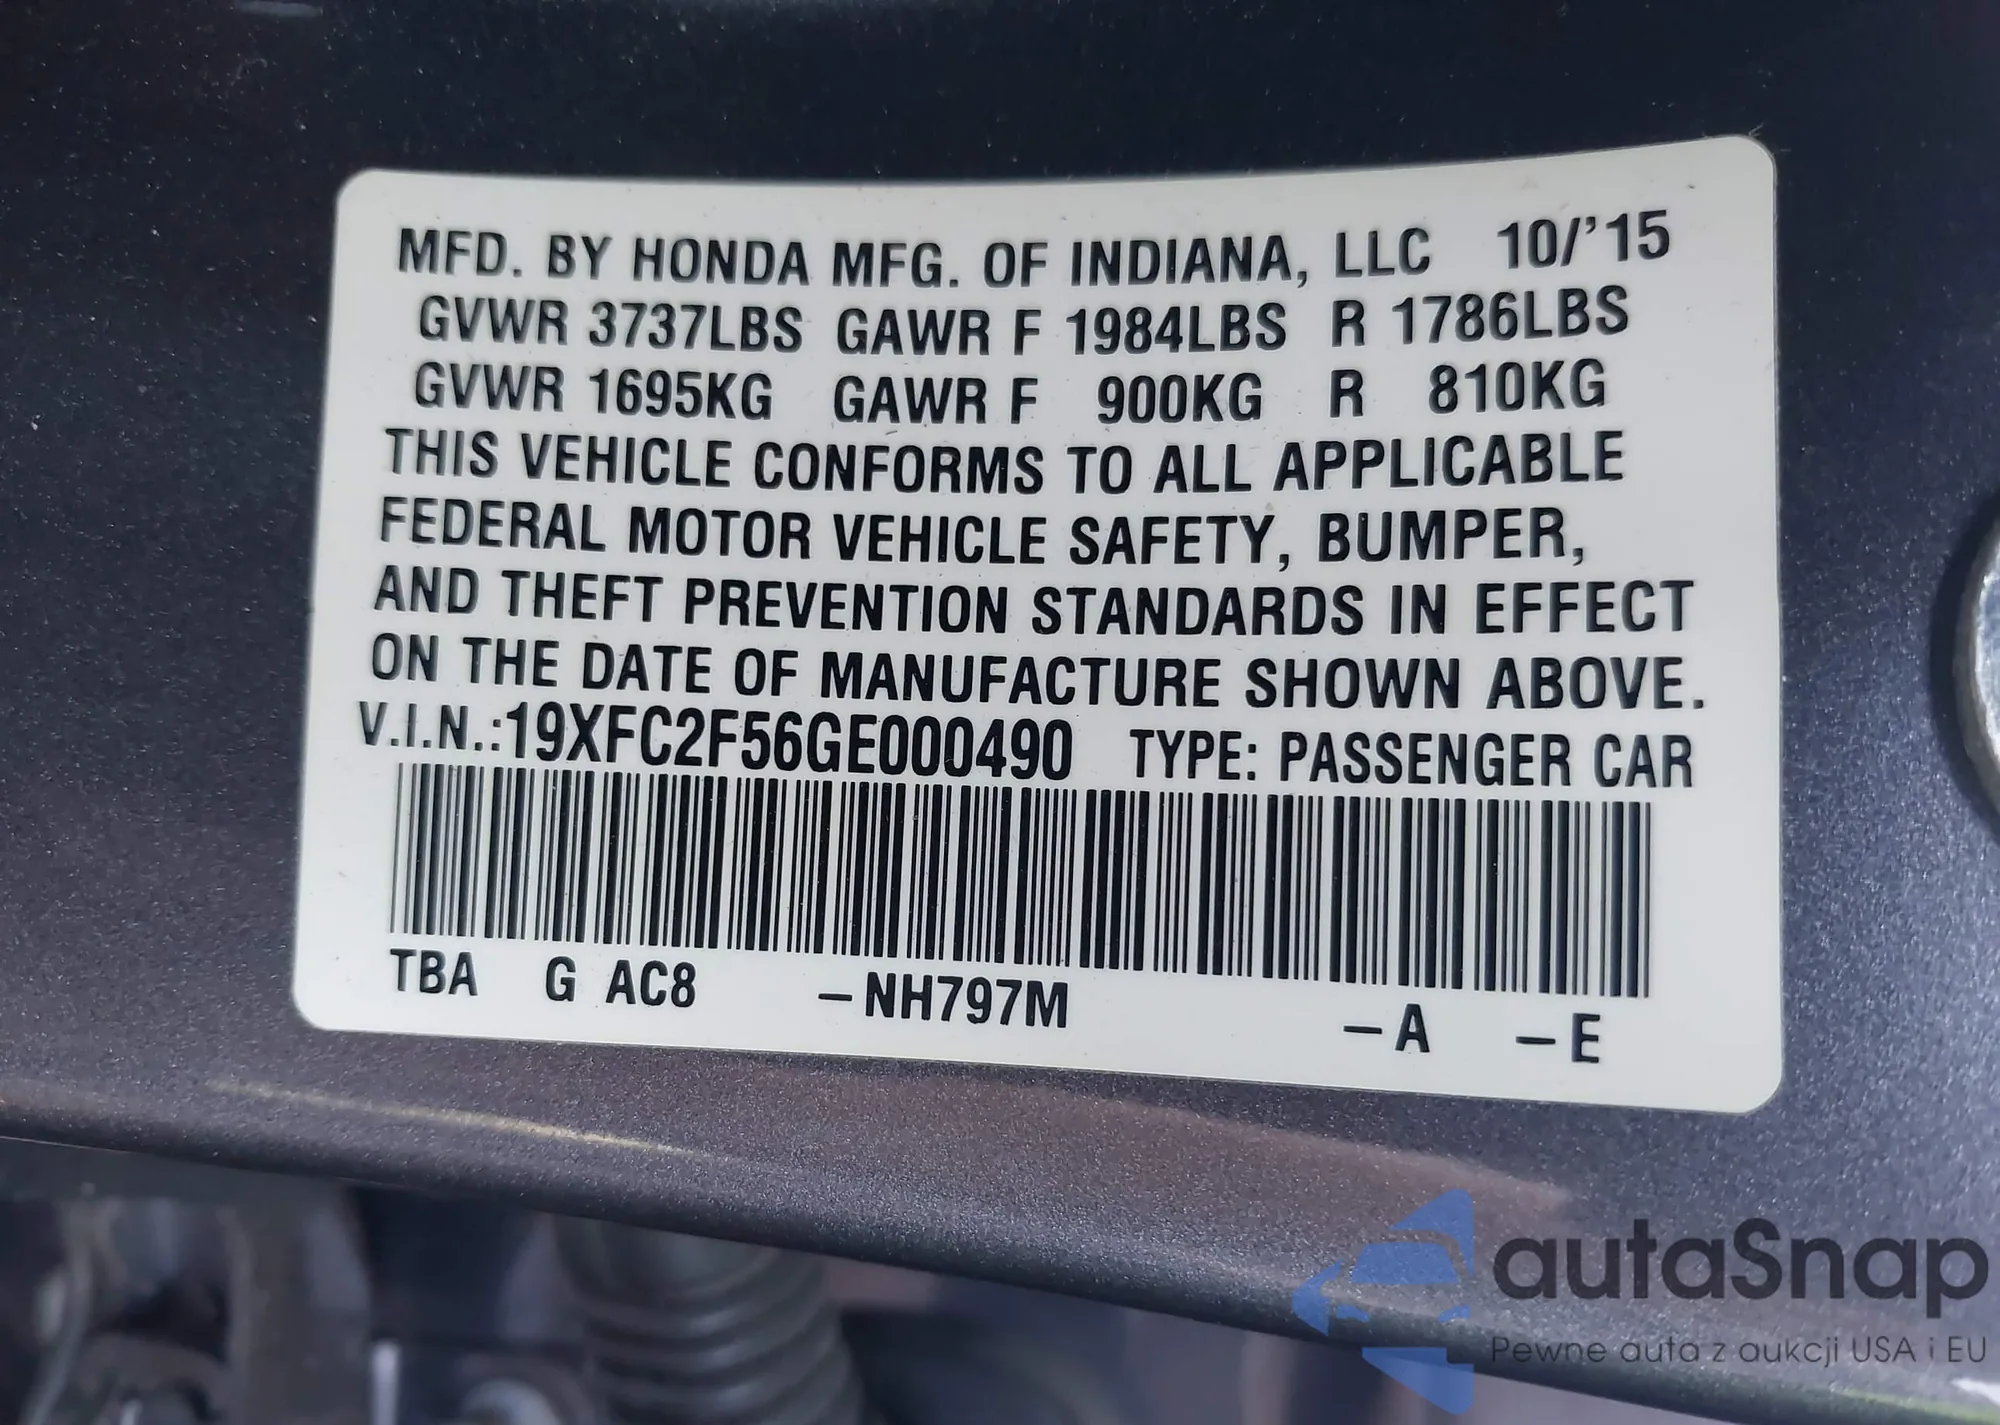 MFD. BY HONDA MFG. OF INDIANA, LLC 10/'15
GVWR 3737LBS GAWR F 1984LBS R 1786LBS
GVWR 1695KG GAWR F 900KG R 810KG
THIS VEHICLE CONFORMS TO ALL APPLICABLE
FEDERAL MOTOR VEHICLE SAFETY, BUMPER,
AND THEFT PREVENTION STANDARDS IN EFFECT
ON THE DATE OF MANUFACTURE SHOWN ABOVE.
V.I.N.:19XFC2F56GE000490 TYPE: PASSENGER CAR
TBA G AC8 -NH797M -A -E
autaSnap
Pewne auta z aukcji USA i EU